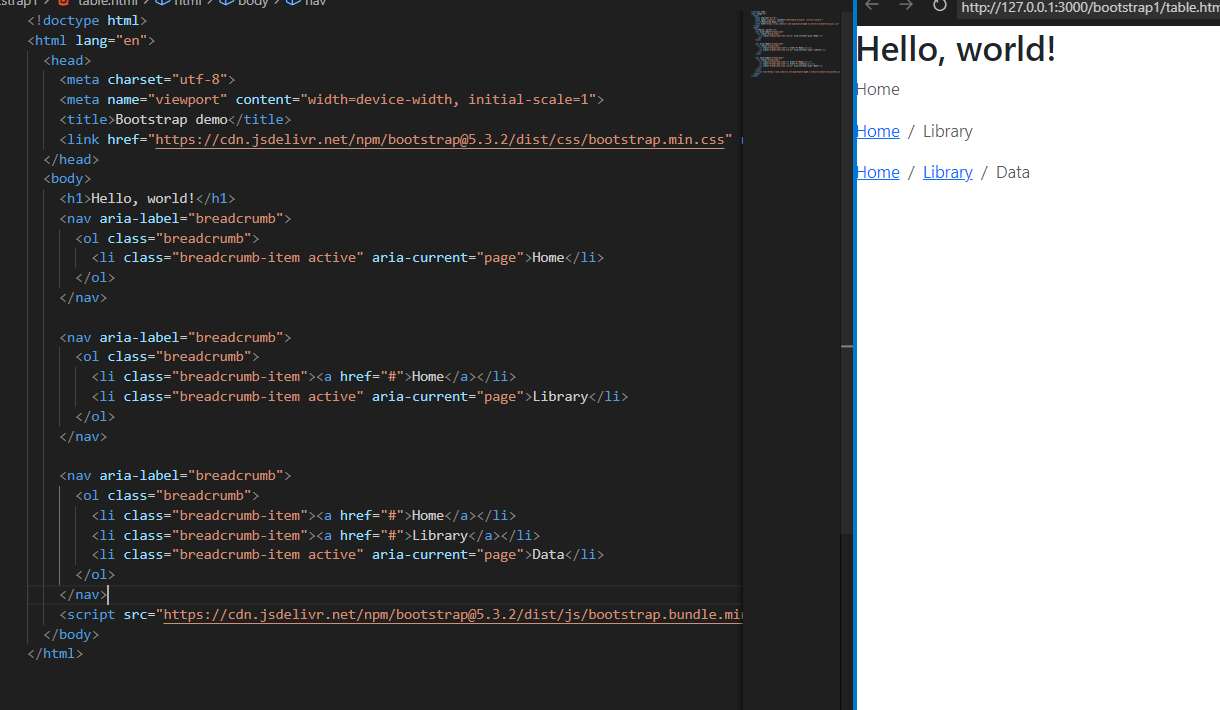 table.html > html > body > nav
<!doctype html>
<html lang="en">
<head>
<meta charset="utf-8">
<meta name="viewport" content="width=device-width, initial-scale=1">
<title>Bootstrap demo</title>
<link href="https://cdn.jsdelivr.net/npm/bootstrap@5.3.2/dist/css/bootstrap.min.css"
</head>
<body>
<h1>Hello, world!</h1>
<nav aria-label="breadcrumb">
<ol class="breadcrumb">
<li class="breadcrumb-item active" aria-current="page">Home</li>
</ol>
</nav>
<nav aria-label="breadcrumb">
<ol class="breadcrumb">
<li class="breadcrumb-item"><a href="#">Home</a></li>
<li class="breadcrumb-item active" aria-current="page">Library</li>
</ol>
</nav>
<nav aria-label="breadcrumb">
<ol class="breadcrumb">
<li class="breadcrumb-item"><a href="#">Home</a></li>
<li class="breadcrumb-item"><a href="#">Library</a></li>
<li class="breadcrumb-item active" aria-current="page">Data</li>
</ol>
</nav>
<script src="https://cdn.jsdelivr.net/npm/bootstrap@5.3.2/dist/js/bootstrap.bundle.min
</body>
</html>
http://127.0.0.1:3000/bootstrap1/table.htm
Hello, world!
Home
Home / Library
Home / Library / Data